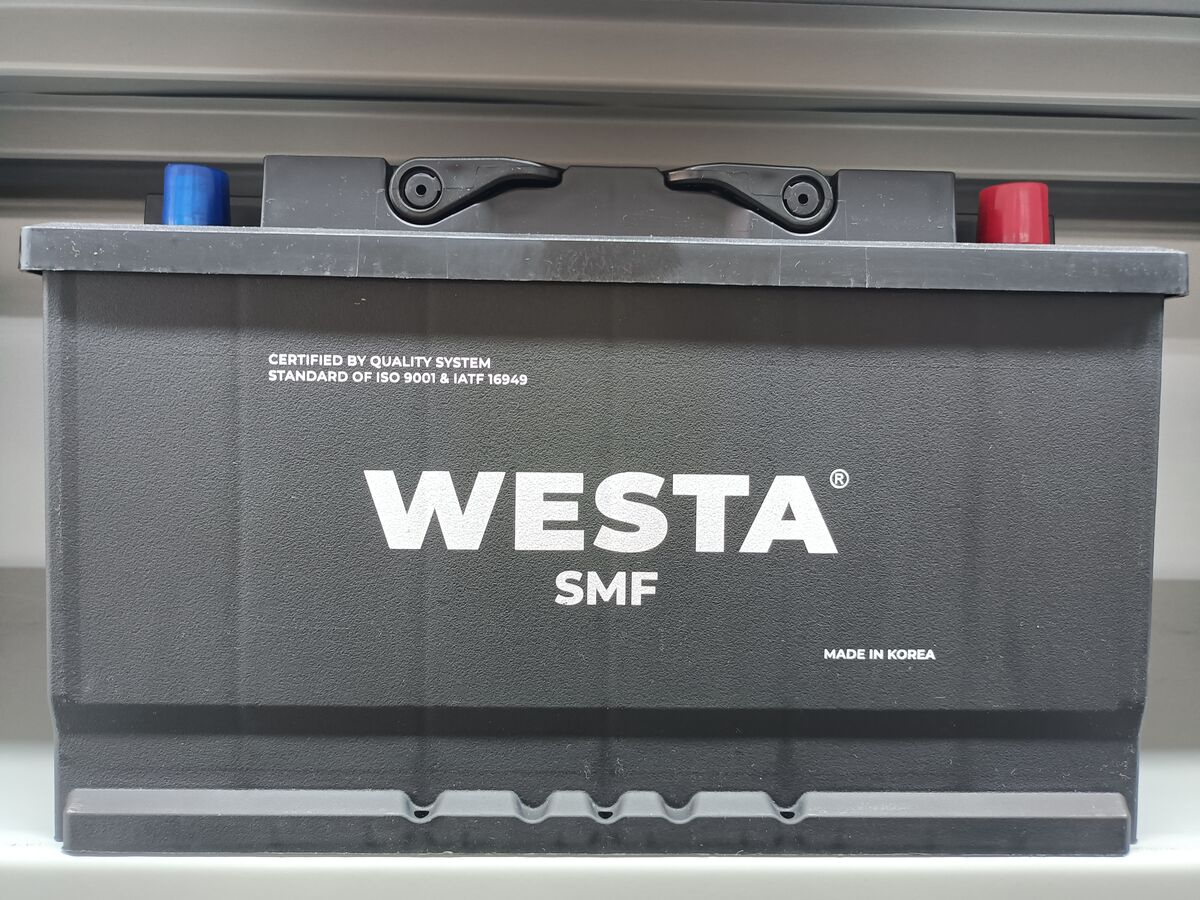 CERTIFIED BY QUALITY SYSTEM
STANDARD OF ISO 9001 & IATF 16949
WESTA®
SMF
MADE IN KOREA